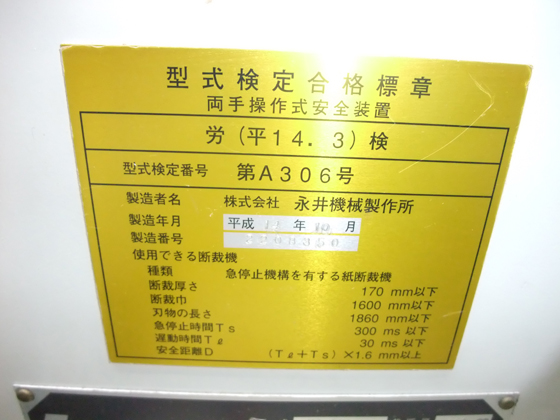 型式検定合格標章
両手操作式安全装置
労（平14．3）検
型式検定番号 第A306号
製造者名 株式会社 永井機械製作所
製造年月 平成 年 10 月
製造番号
使用できる断裁機
種類 急停止機構を有する紙断裁機
断裁厚さ 170 mm以下
断裁巾 1600 mm以下
刃物の長さ 1860 mm以下
急停止時間Ts 300 ms以下
遅動時間Tℓ 30 ms以下
安全距離D （Tℓ＋Ts）×1.6 mm以上